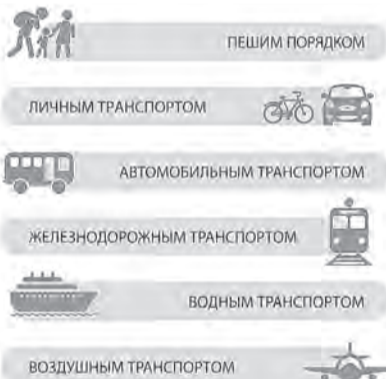 ПЕШИМ ПОРЯДКОМ
ЛИЧНЫМ ТРАНСПОРТОМ
АВТОМОБИЛЬНЫМ ТРАНСПОРТОМ
ЖЕЛЕЗНОДОРОЖНЫМ ТРАНСПОРТОМ
ВОДНЫМ ТРАНСПОРТОМ
ВОЗДУШНЫМ ТРАНСПОРТОМ